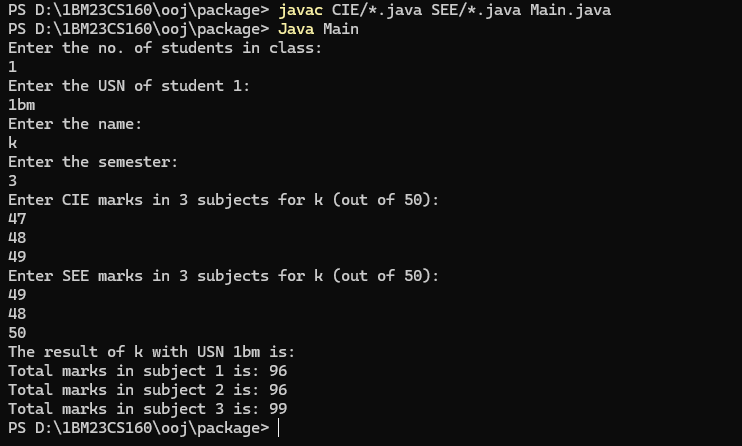 PS D:\1BM23CS160\ooj\package> javac CIE/*.java SEE/*.java Main.java
PS D:\1BM23CS160\ooj\package> Java Main
Enter the no. of students in class:
1
Enter the USN of student 1:
1bm
Enter the name:
k
Enter the semester:
3
Enter CIE marks in 3 subjects for k (out of 50):
47
48
49
Enter SEE marks in 3 subjects for k (out of 50):
49
48
50
The result of k with USN 1bm is:
Total marks in subject 1 is: 96
Total marks in subject 2 is: 96
Total marks in subject 3 is: 99
PS D:\1BM23CS160\ooj\package>